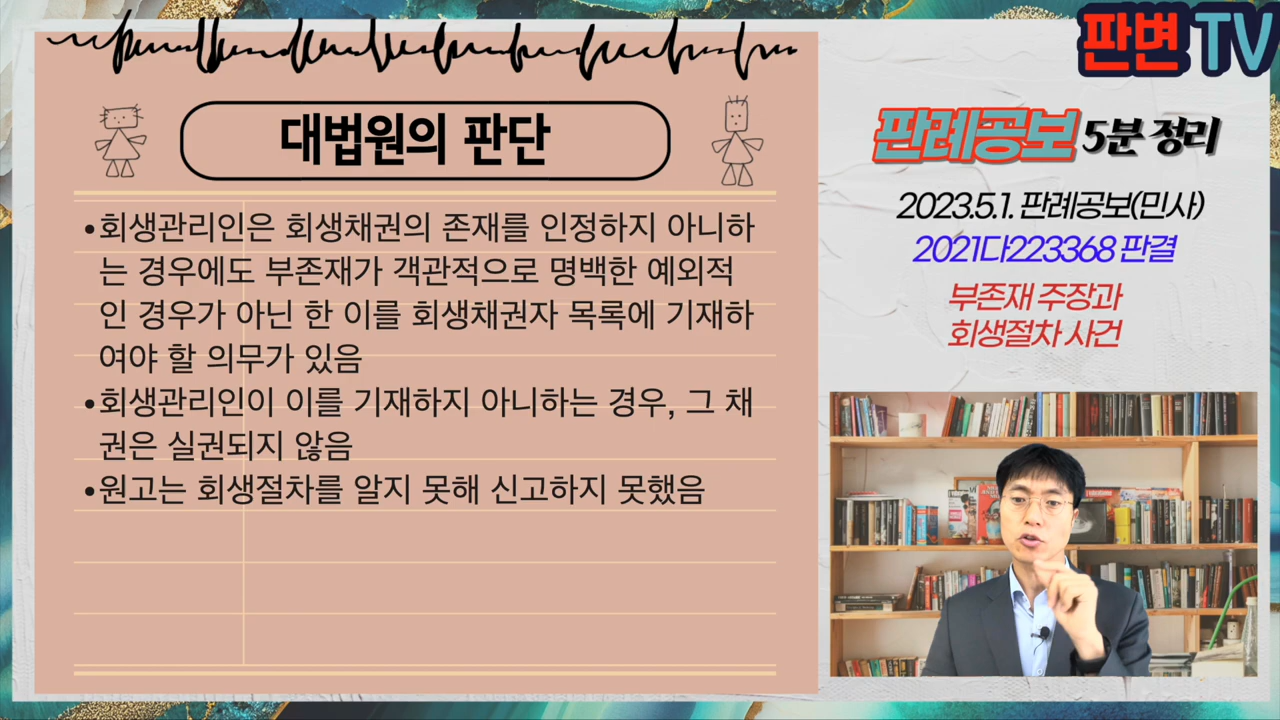 대법원의 판단
•회생관리인은 회생채권의 존재를 인정하지 아니하
는 경우에도 부존재가 객관적으로 명백한 예외적
인 경우가 아닌 한 이를 회생채권자 목록에 기재하
여야 할 의무가 있음
•회생관리인이 이를 기재하지 아니하는 경우, 그 채
권은 실권되지 않음
•원고는 회생절차를 알지 못해 신고하지 못했음
판변 TV
판례공보 5분 정리
2023.5.1. 판례공보(민사)
2021다223368 판결
부존재 주장과
회생절차 사건